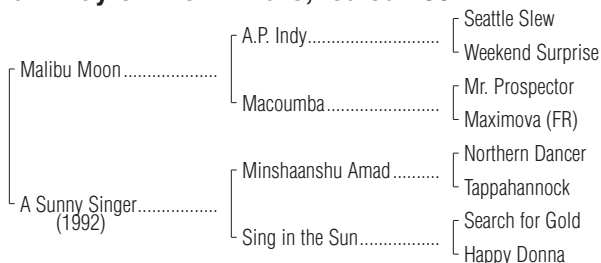 Seattle Slew
A.P. Indy
Weekend Surprise
Malibu Moon
Mr. Prospector
Macoumba
Maximova (FR)
Northern Dancer
Minshaanshu Amad
Tappahannock
A Sunny Singer
(1992)
Search for Gold
Sing in the Sun
Happy Donna